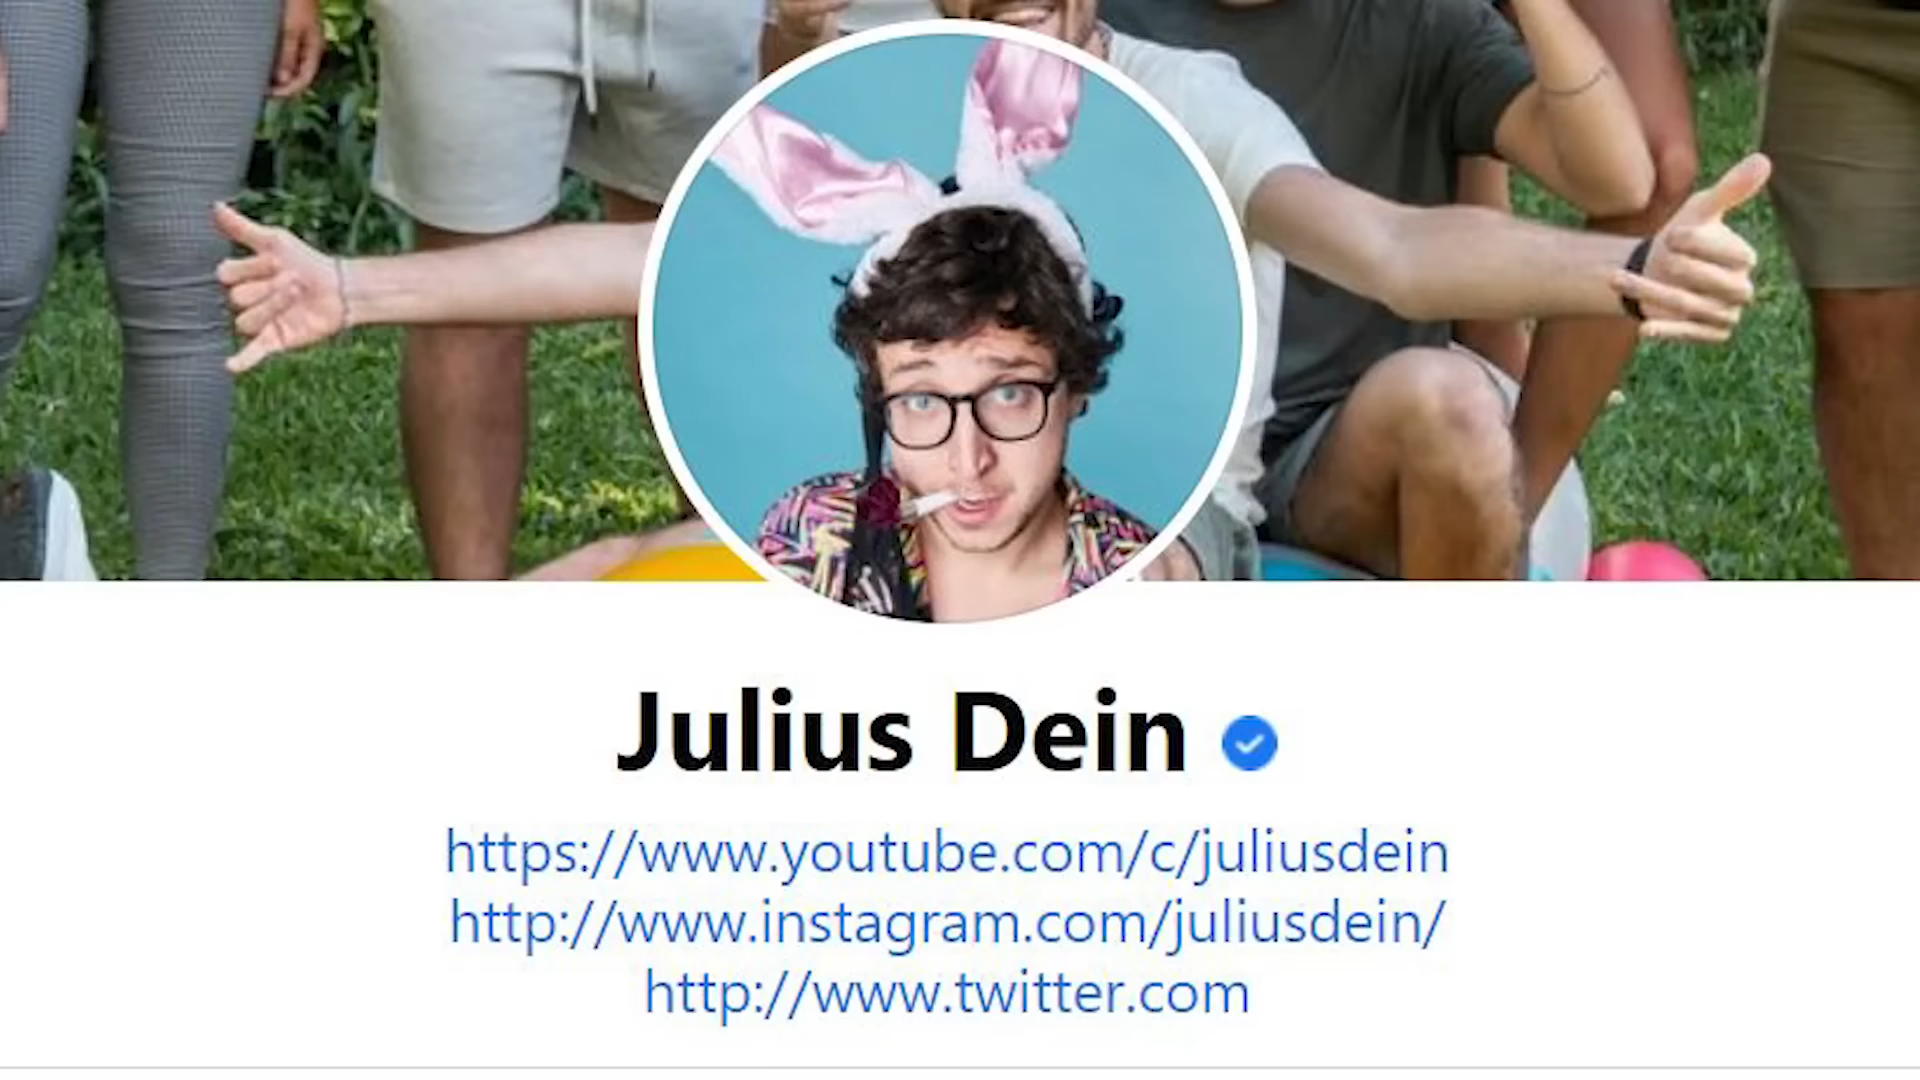 Julius Dein
https://www.youtube.com/c/juliusdein
http://www.instagram.com/juliusdein/
http://www.twitter.com